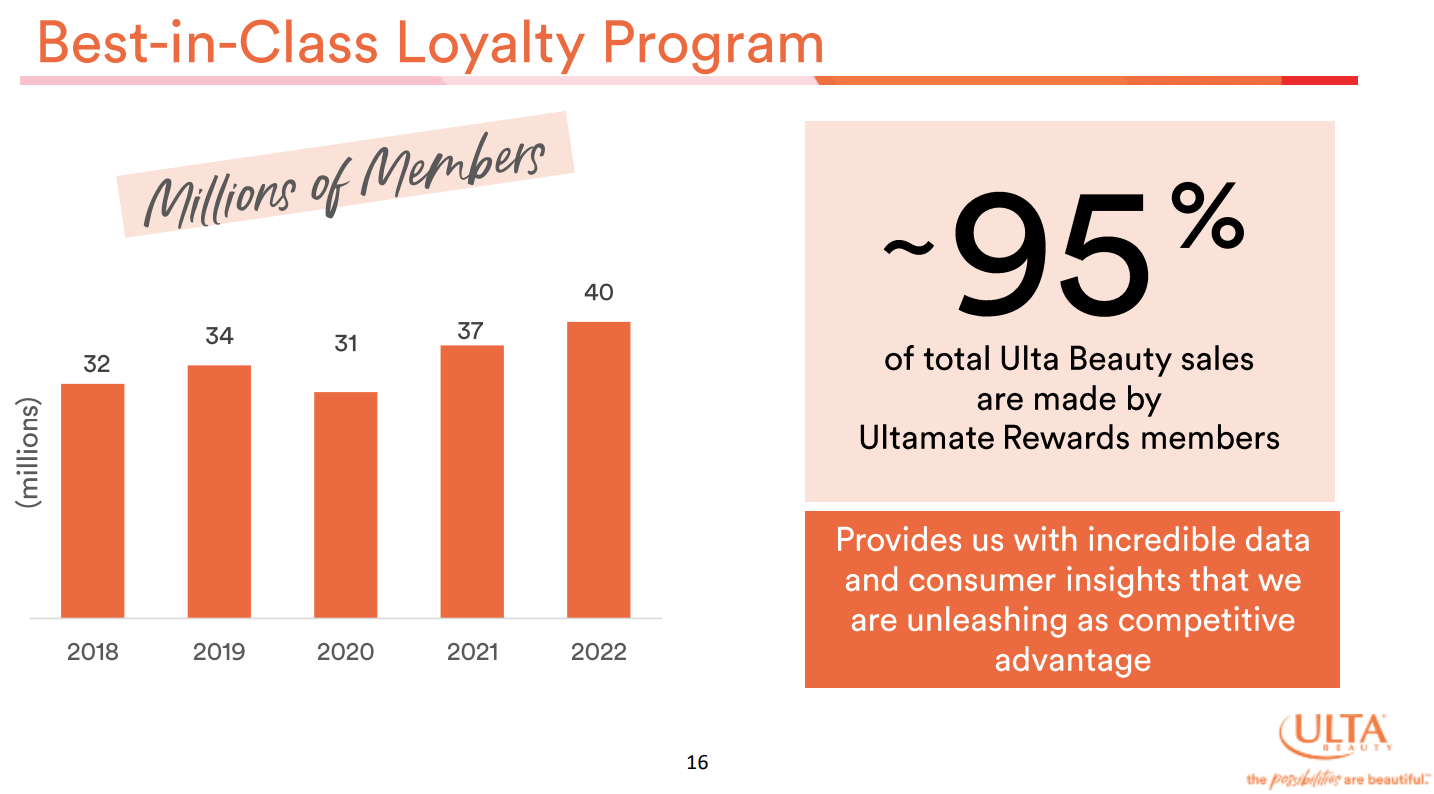 Best-in-Class Loyalty Program
Millions of Members
(millions)
32
34
31
37
40
2018
2019
2020
2021
2022
~95%
of total Ulta Beauty sales
are made by
Ultamate Rewards members
Provides us with incredible data
and consumer insights that we
are unleashing as competitive
advantage
16
ULTA
BEAUTY
the possibilities are beautiful.™